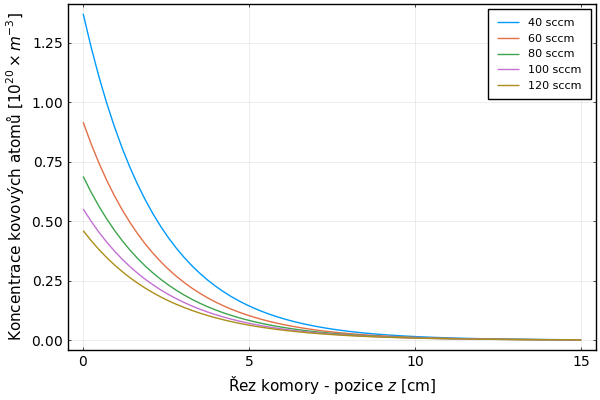 Koncentrace kovových atomů [10^20 × m^−3]
1.25
1.00
0.75
0.50
0.25
0.00
0
5
10
15
Řez komory - pozice z [cm]
40 sccm
60 sccm
80 sccm
100 sccm
120 sccm